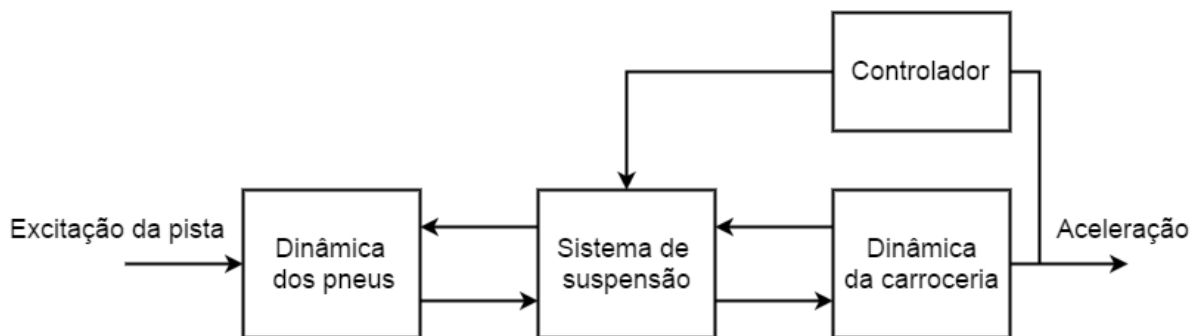 Controlador
Excitação da pista
Dinâmica
dos pneus
Sistema de
suspensão
Dinâmica
da carroceria
Aceleração